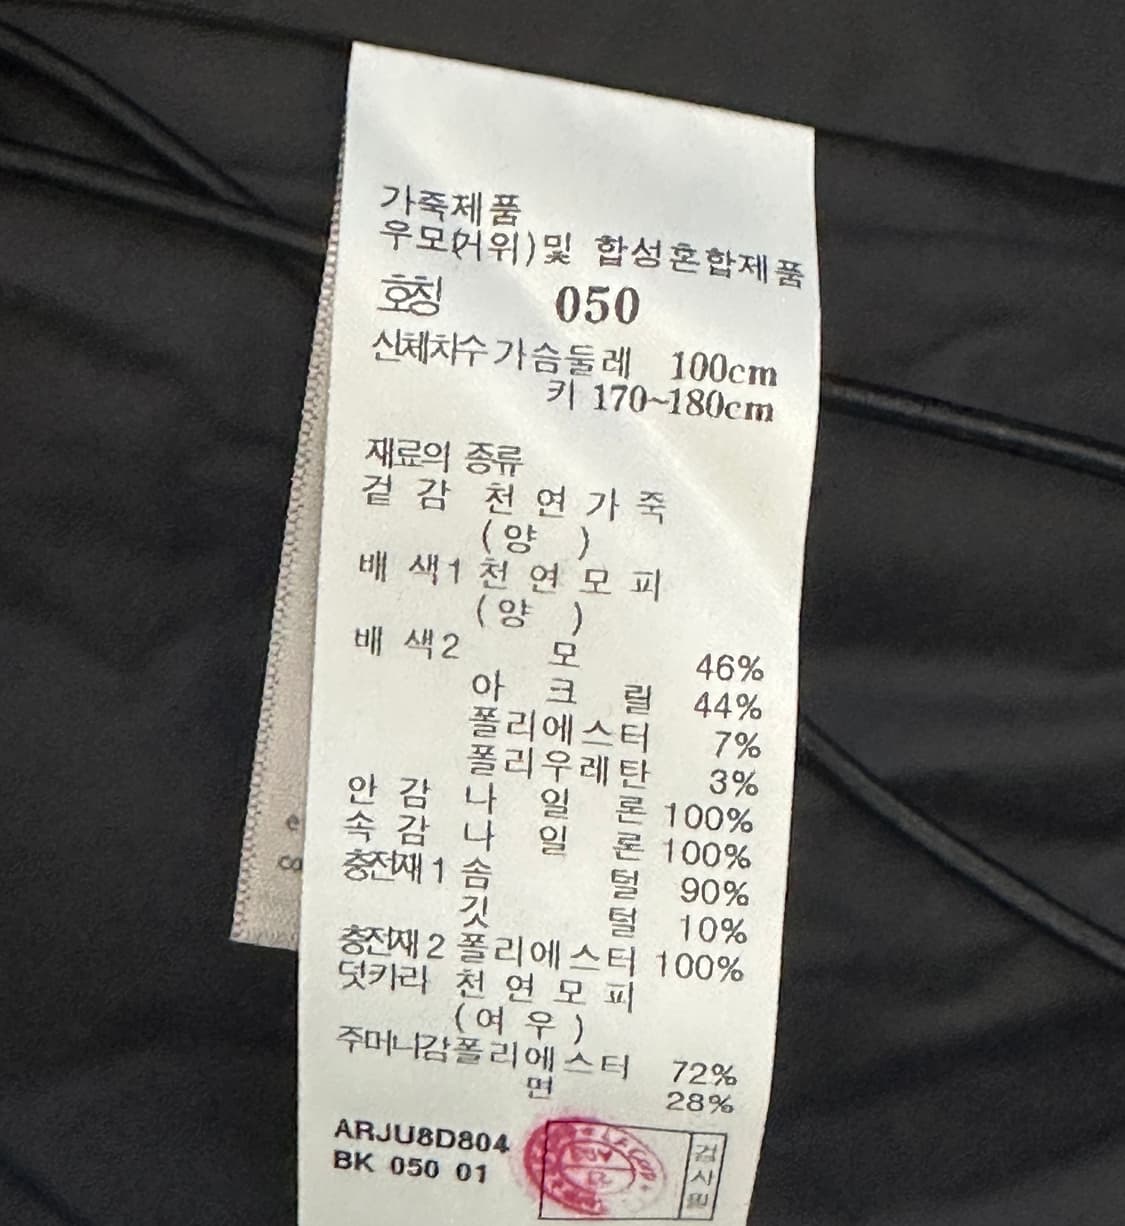 가죽제품
우모(거위)및 합성혼합제품
호칭 050
신체치수 가슴둘레 100cm
키 170~180cm
재료의 종류
겉감 천연가죽
(양 )
배색1 천연모피
(양 )
배색2 모 46%
아크릴 44%
폴리에스터 7%
폴리우레탄 3%
안감 나일론 100%
속감 나일론 100%
충전재1 솜털 90%
깃털 10%
충전재2 폴리에스터 100%
덧카라 천연모피
(여우)
주머니감 폴리에스터 72%
면 28%
ARJU8D804
BK 050 01
검사필